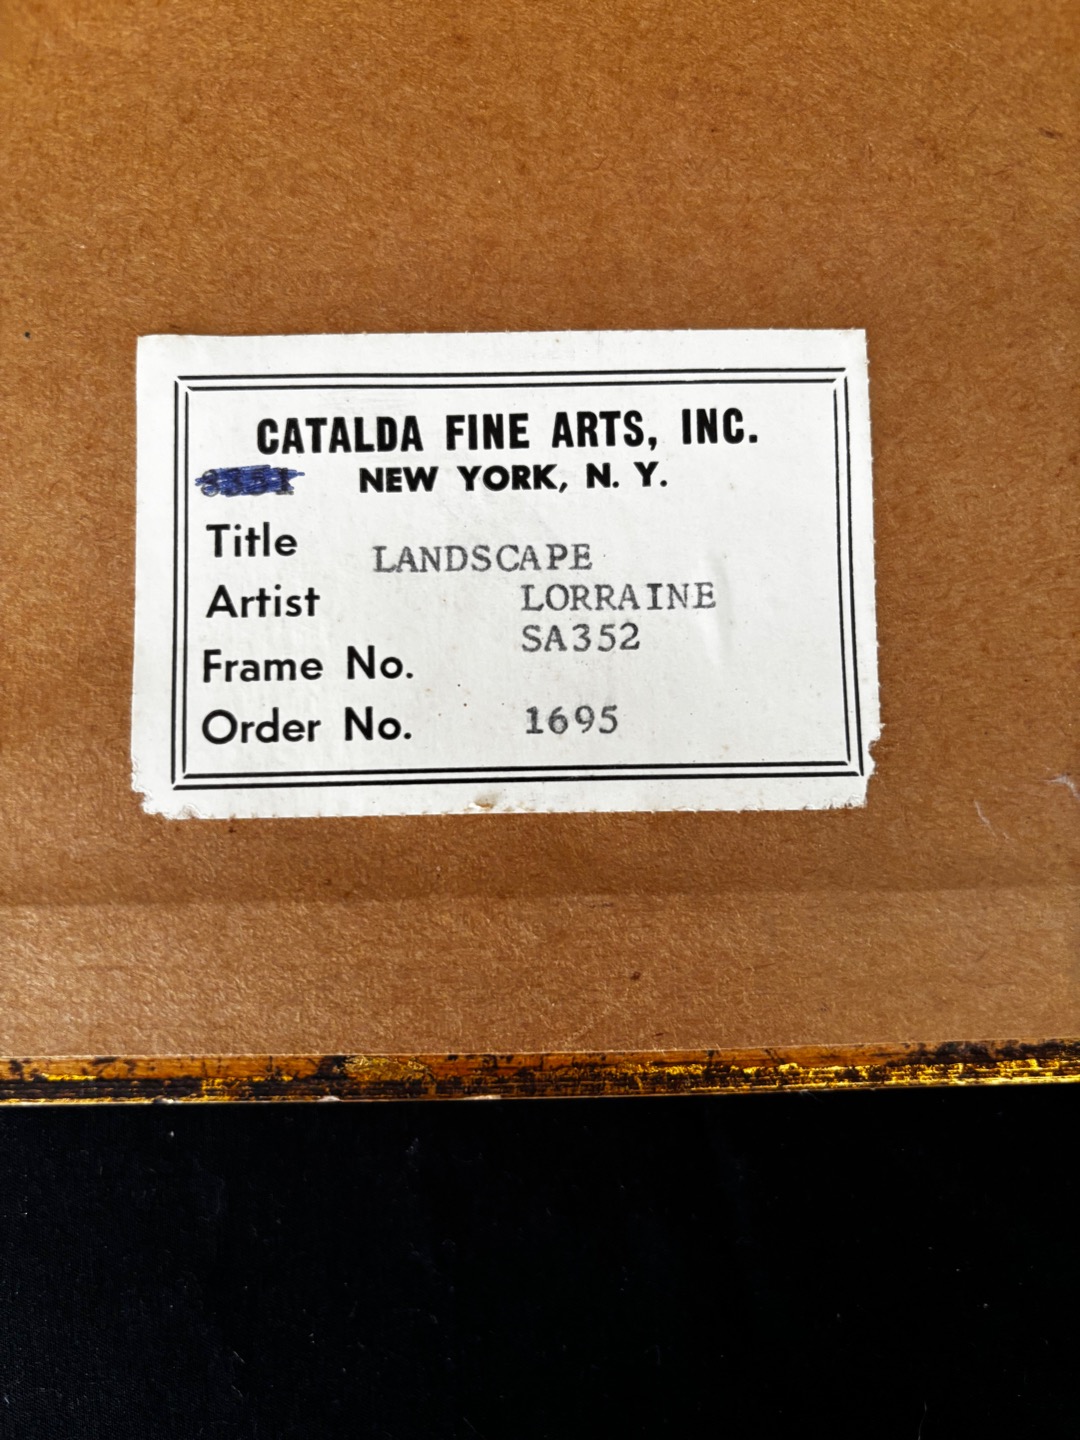 CATALDA FINE ARTS, INC.
NEW YORK, N. Y.
Title LANDSCAPE
Artist LORRAINE
SA352
Frame No.
Order No. 1695